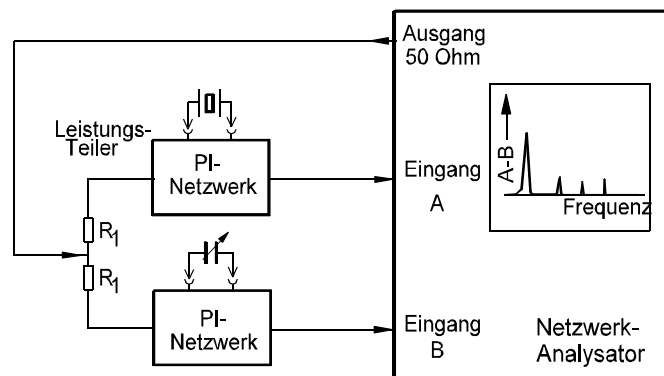 Ausgang
50 Ohm
Leistungs-
Teiler
PI-
Netzwerk
Eingang
A
A-B
Frequenz
R1
R1
PI-
Netzwerk
Eingang
B
Netzwerk-
Analysator